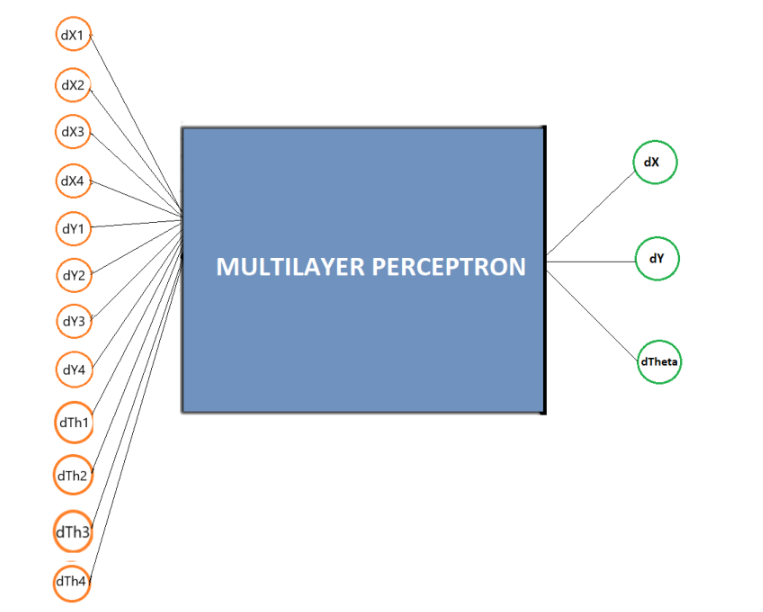 dX1
dX2
dX3
dX4
dY1
dY2
dY3
dY4
dTh1
dTh2
dTh3
dTh4
MULTILAYER PERCEPTRON
dX
dY
dTheta